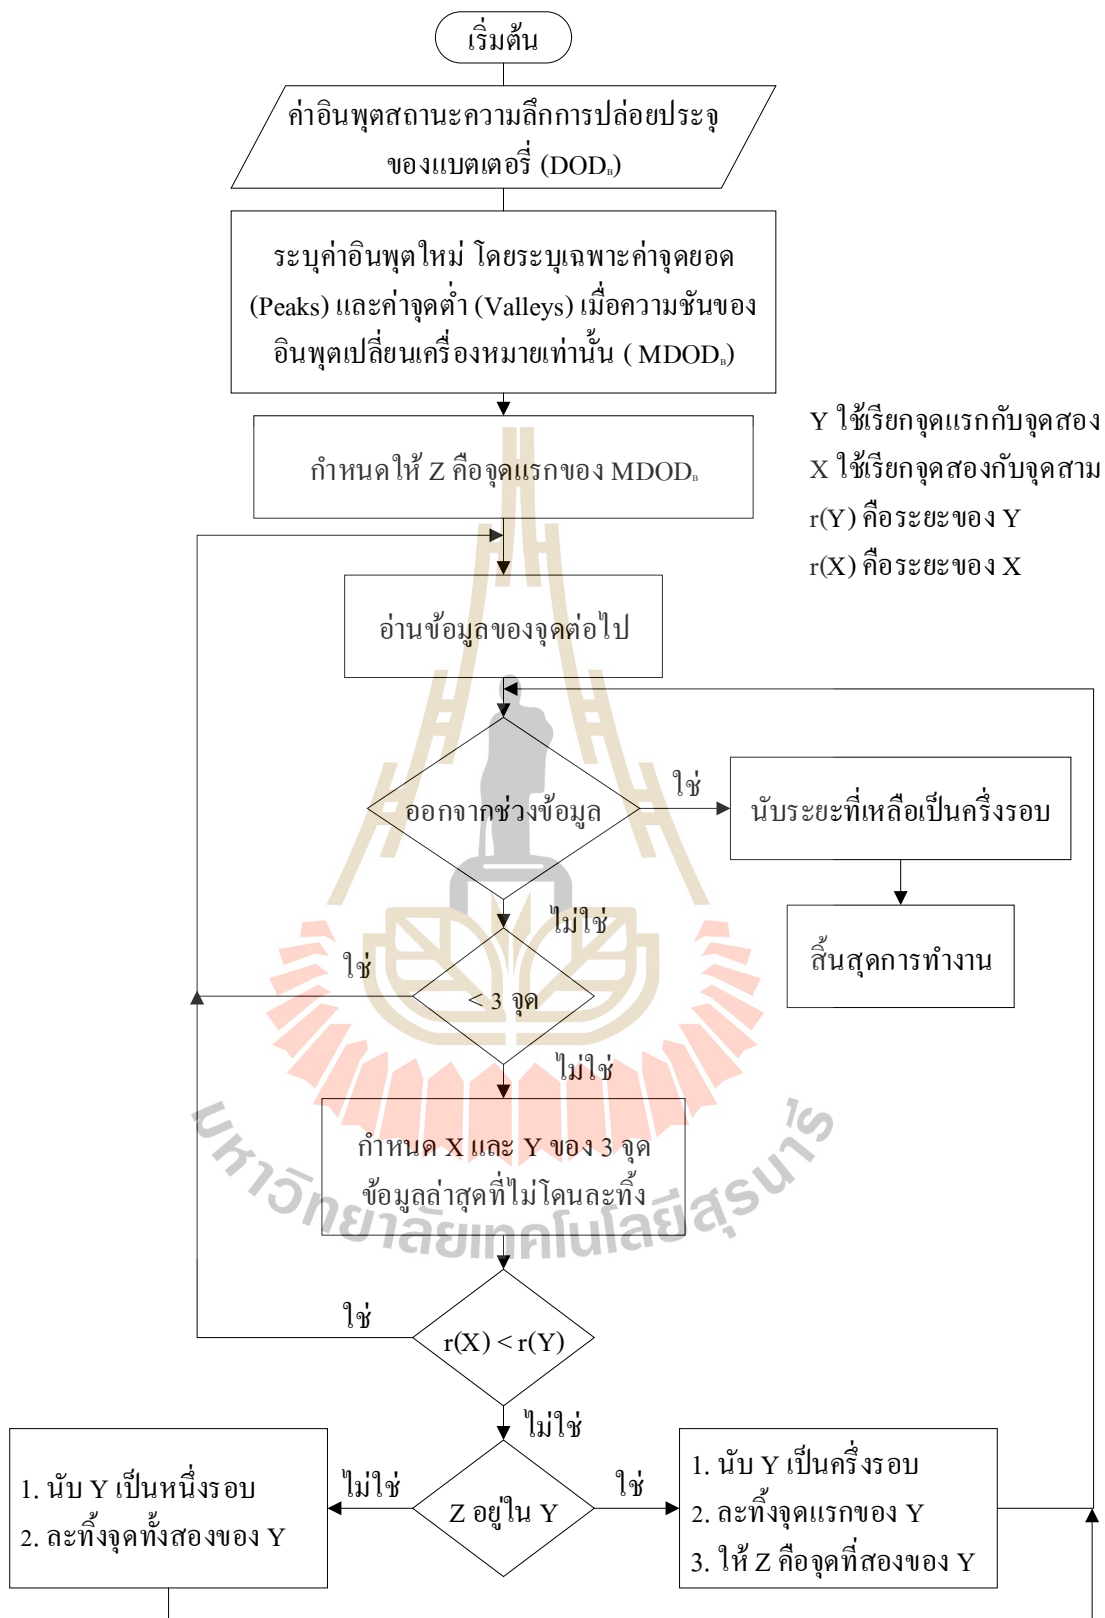 เริ่มต้น
ค่าอินพุตสถานะความลึกการปล่อยประจุ
ของแบตเตอรี่ (DODB)
ระบุค่าอินพุตใหม่ โดยระบุเฉพาะค่าจุดยอด
(Peaks) และค่าจุดต่ำ (Valleys) เมื่อความชันของ
อินพุตเปลี่ยนเครื่องหมายเท่านั้น ( MDODB)
กำหนดให้ Z คือจุดแรกของ MDODB
Y ใช้เรียกจุดแรกกับจุดสอง
X ใช้เรียกจุดสองกับจุดสาม
r(Y) คือระยะของ Y
r(X) คือระยะของ X
อ่านข้อมูลของจุดต่อไป
ออกจากช่วงข้อมูล
ใช่
นับระยะที่เหลือเป็นครึ่งรอบ
ไม่ใช่
สิ้นสุดการทำงาน
ใช่
< 3 จุด
ไม่ใช่
กำหนด X และ Y ของ 3 จุด
ข้อมูลล่าสุดที่ไม่โดนละทิ้ง
มหาวิทยาลัยเทคโนโลยีสุรนารี
ใช่
r(X) < r(Y)
ไม่ใช่
1. นับ Y เป็นหนึ่งรอบ
2. ละทิ้งจุดทั้งสองของ Y
ไม่ใช่
Z อยู่ใน Y
ใช่
1. นับ Y เป็นครึ่งรอบ
2. ละทิ้งจุดแรกของ Y
3. ให้ Z คือจุดที่สองของ Y